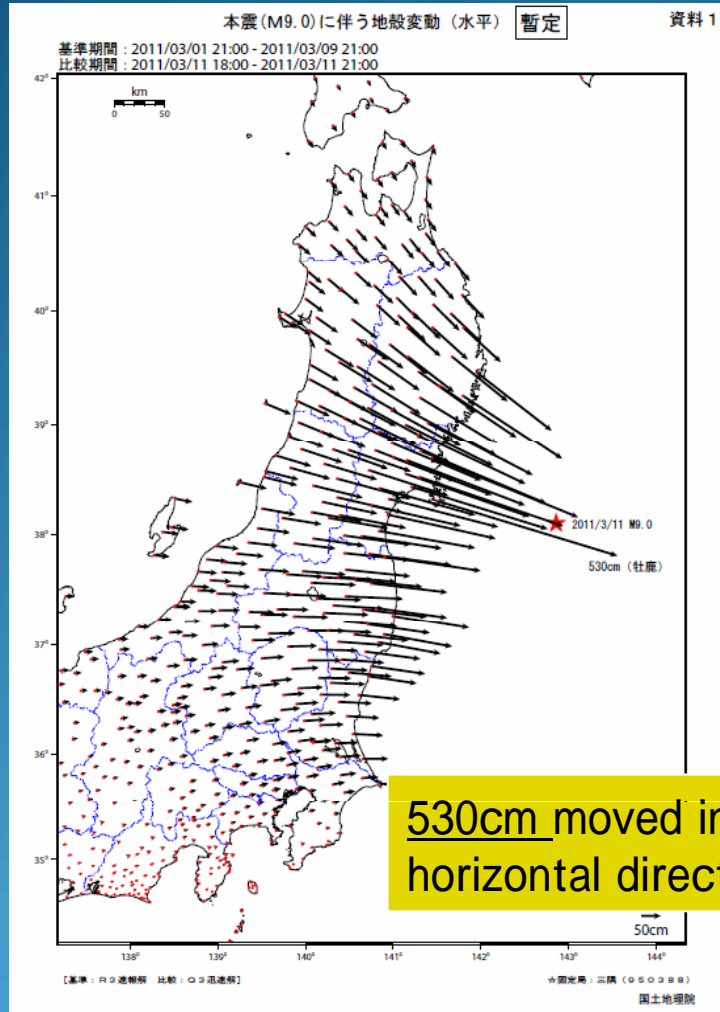 本震(M9.0)に伴う地殻変動（水平） 暫定 資料1
基準期間：2011/03/01 21:00 - 2011/03/09 21:00
比較期間：2011/03/11 18:00 - 2011/03/11 21:00
42°
km
0 50
41°
40°
39°
38°
2011/3/11 M9.0
530cm（牡鹿）
37°
36°
530cm moved in
horizontal direct
35°
50cm
138° 139° 140° 141° 142° 143° 144°
[基準：R3速報解 比較：Q3迅速解] ☆固定局：三隅（950388）
国土地理院